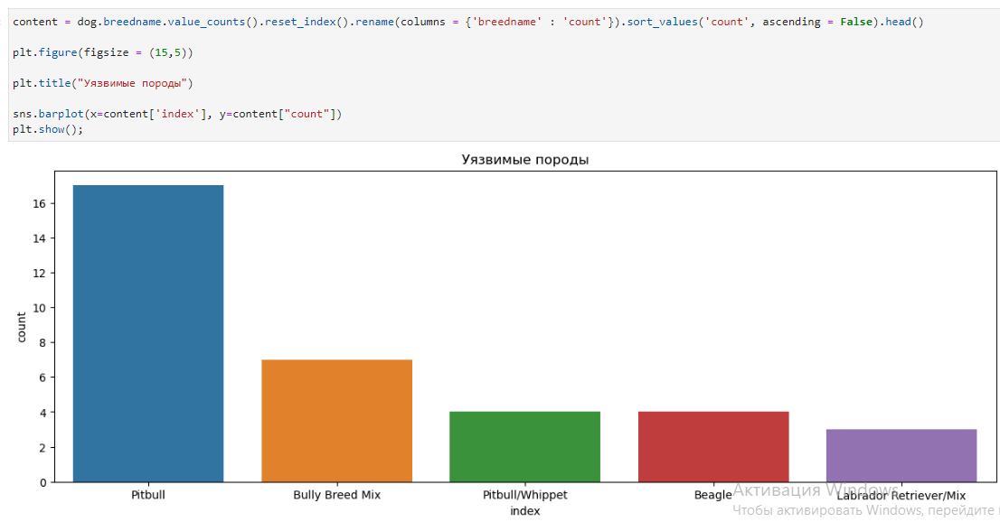 content = dog.breedname.value_counts().reset_index().rename(columns = {'breedname' : 'count'}).sort_values('count', ascending = False).head()
plt.figure(figsize = (15,5))
plt.title("Уязвимые породы")
sns.barplot(x=content['index'], y=content["count"])
plt.show();
Уязвимые породы
16
14
12
10
8
6
4
2
0
count
Pitbull
Bully Breed Mix
Pitbull/Whippet
Beagle
Labrador Retriever/Mix
index
Активация Windows
Чтобы активировать Windows, перейдите